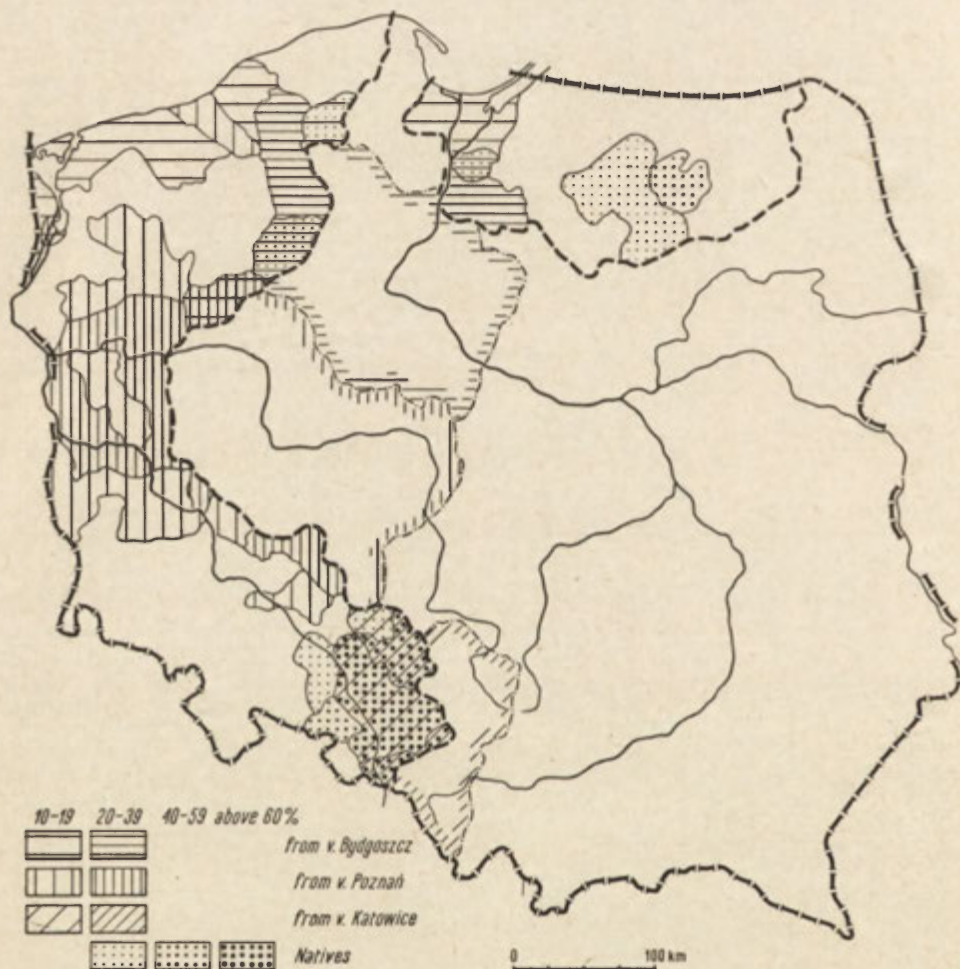 10-19 20-39 40-59 above 60%
from v. Bydgoszcz
from v. Poznań
from v. Katowice
Natives
0 100 km